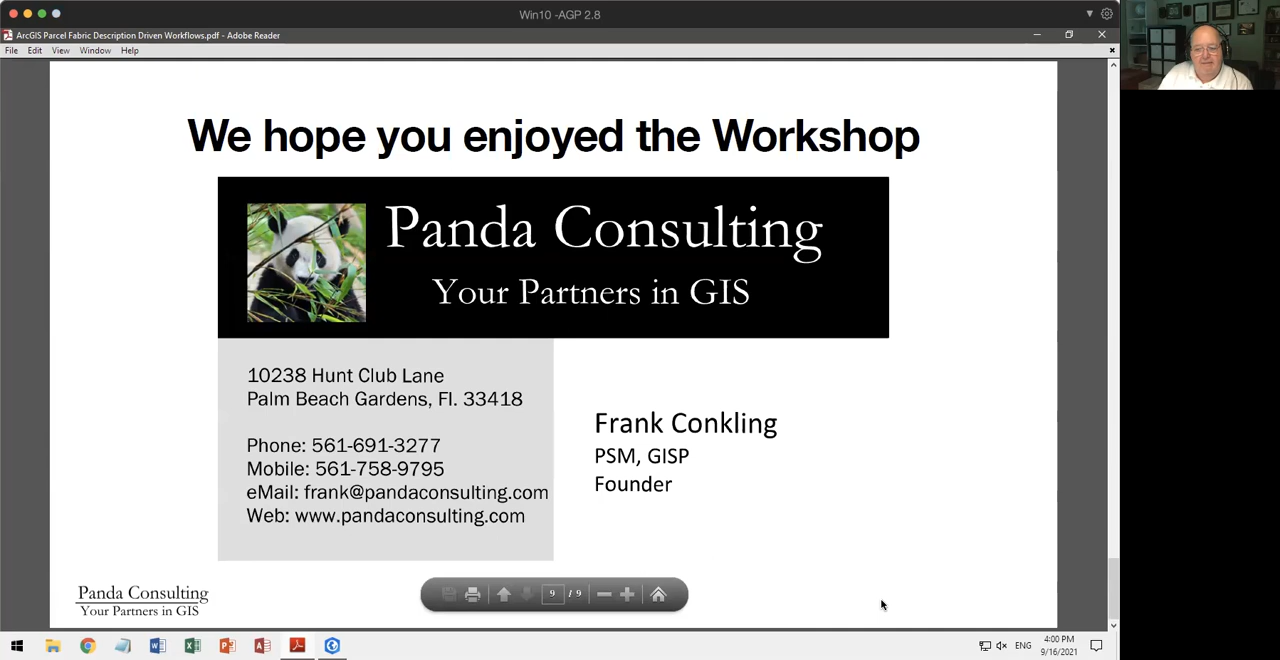 Win10 -AGP 2.8
ArcGIS Parcel Fabric Description Driven Workflows.pdf - Adobe Reader
File Edit View Window Help
We hope you enjoyed the Workshop
Panda Consulting
Your Partners in GIS
10238 Hunt Club Lane
Palm Beach Gardens, Fl. 33418
Phone: 561-691-3277
Mobile: 561-758-9795
eMail: frank@pandaconsulting.com
Web: www.pandaconsulting.com
Frank Conkling
PSM, GISP
Founder
Panda Consulting
Your Partners in GIS
9 / 9
ENG
4:00 PM
9/16/2021